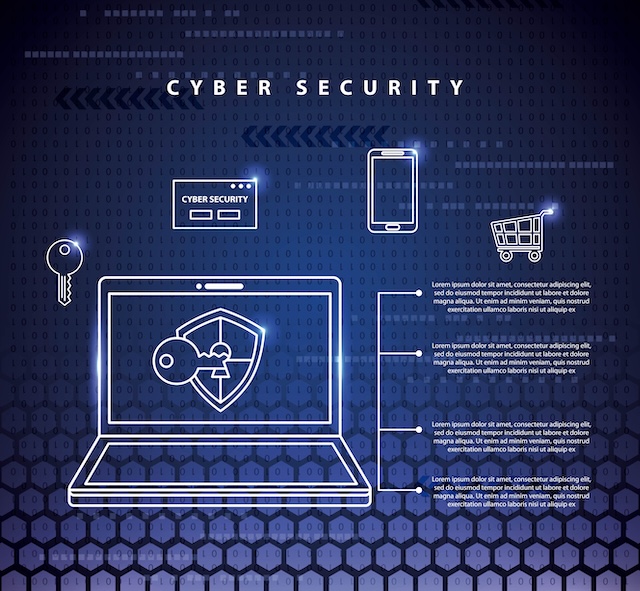 CYBER SECURITY
CYBER SECURITY
Lorem ipsum dolor sit amet, consectetur adipiscing elit,
sed do eiusmod tempor incididunt ut labore et dolore
magna aliqua. Ut enim ad minim veniam, quis nostrud
exercitation ullamco laboris nisi ut aliquip ex
Lorem ipsum dolor sit amet, consectetur adipiscing elit,
sed do eiusmod tempor incididunt ut labore et dolore
magna aliqua. Ut enim ad minim veniam, quis nostrud
exercitation ullamco laboris nisi ut aliquip ex
Lorem ipsum dolor sit amet, consectetur adipiscing elit,
sed do eiusmod tempor incididunt ut labore et dolore
magna aliqua. Ut enim ad minim veniam, quis nostrud
exercitation ullamco laboris nisi ut aliquip ex
Lorem ipsum dolor sit amet, consectetur adipiscing elit,
sed do eiusmod tempor incididunt ut labore et dolore
magna aliqua. Ut enim ad minim veniam, quis nostrud
exercitation ullamco laboris nisi ut aliquip ex